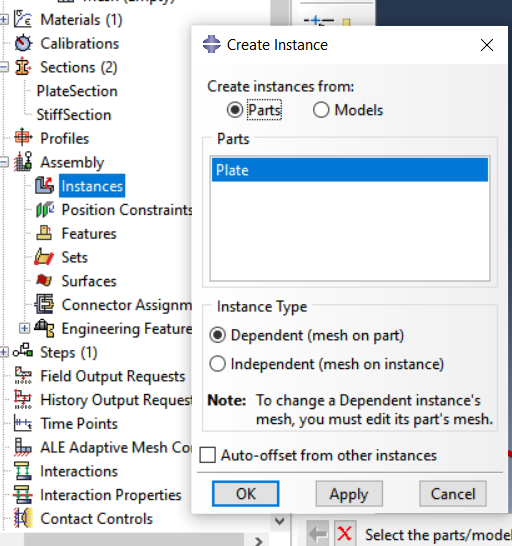 Mesh (Empty)
Materials (1)
Calibrations
Sections (2)
PlateSection
StiffSection
Profiles
Assembly
Instances
Position Constraints
Features
Sets
Surfaces
Connector Assignm
Engineering Feature
Steps (1)
Field Output Requests
History Output Request
Time Points
ALE Adaptive Mesh Co
Interactions
Interaction Properties
Contact Controls
Create Instance
Create instances from:
Parts Models
Parts
Plate
Instance Type
Dependent (mesh on part)
Independent (mesh on instance)
Note: To change a Dependent instance's
mesh, you must edit its part's mesh.
Auto-offset from other instances
OK Apply Cancel
Select the parts/model